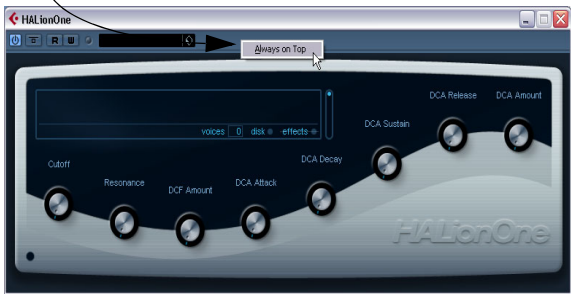 HALionOne
R W
Always on Top
voices 0 disk effects
Cutoff
Resonance
DCF Amount
DCA Attack
DCA Decay
DCA Sustain
DCA Release
DCA Amount
HALionOne